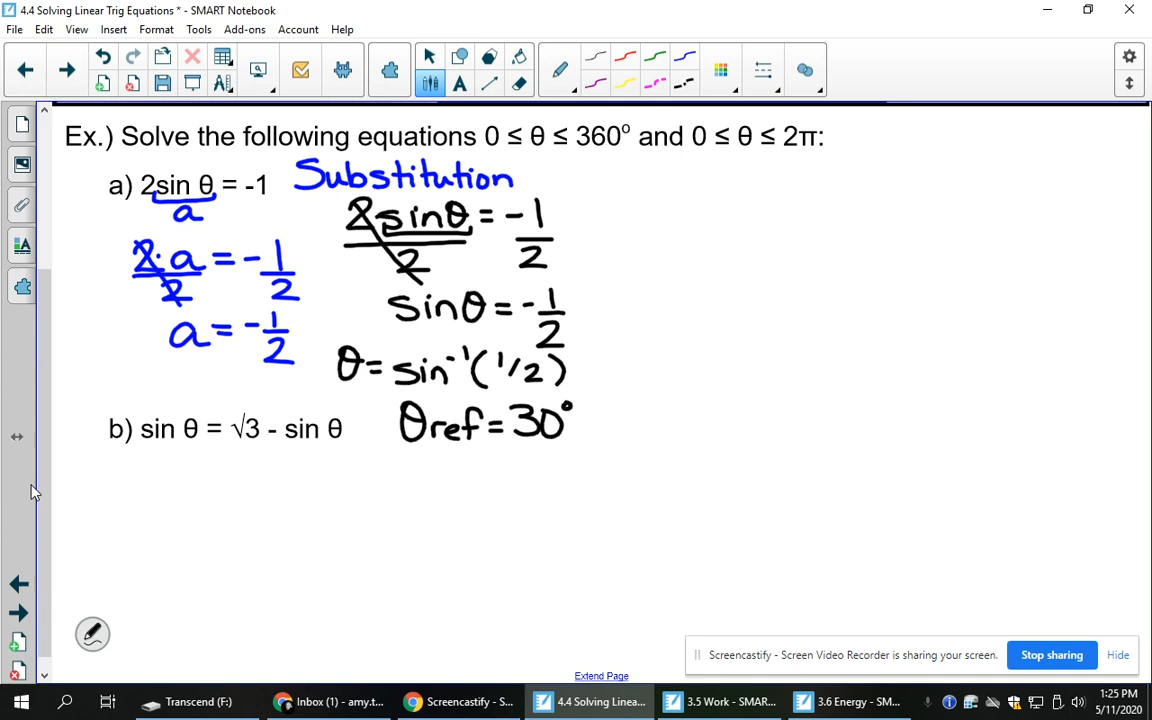 4.4 Solving Linear Trig Equations * - SMART Notebook
File Edit View Insert Format Tools Add-ons Account Help
Ex.) Solve the following equations 0 ≤ θ ≤ 360° and 0 ≤ θ ≤ 2π:
a) 2sin θ = -1
Substitution
a
2·a = -1
2 2
a = -1/2
2sinθ = -1
2 2
sinθ = -1/2
θ = sin⁻¹(1/2)
θref = 30°
b) sin θ = √3 - sin θ
Screencastify - Screen Video Recorder is sharing your screen.
Stop sharing
Hide
Extend Page
Transcend (F:)
Inbox (1) - amy.t...
Screencastify - S...
4.4 Solving Linea...
3.5 Work - SMAR...
3.6 Energy - SM...
1:25 PM
5/11/2020